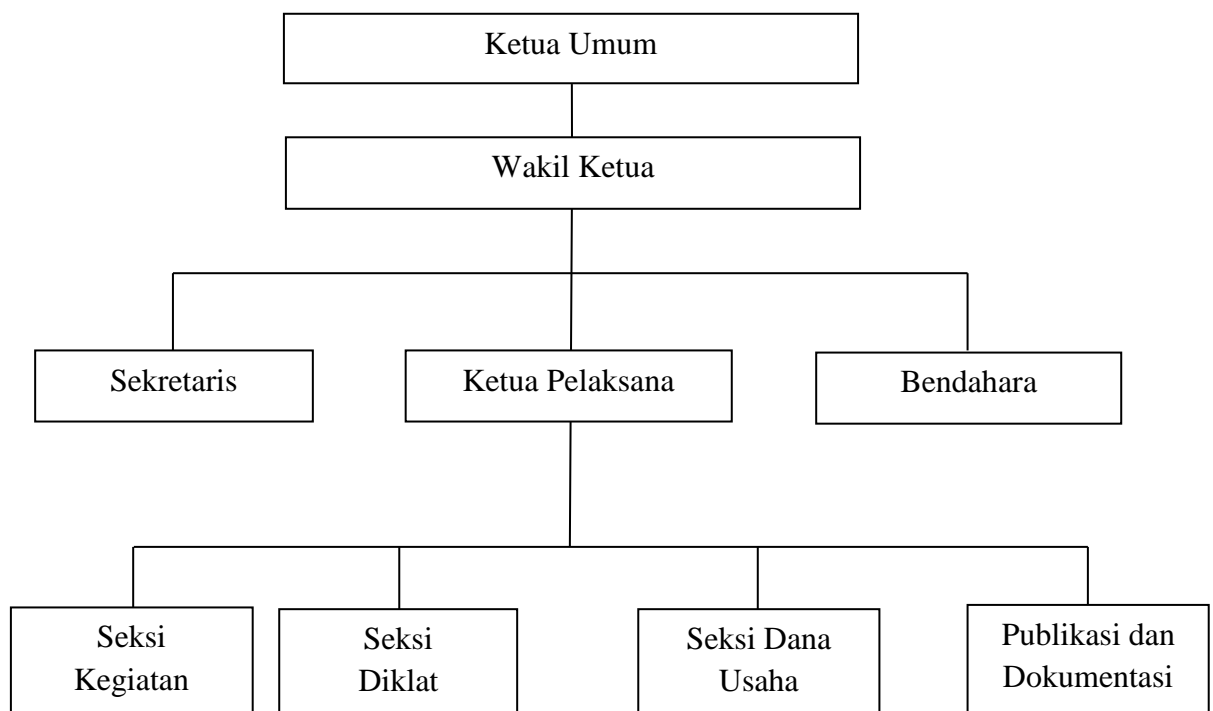 Ketua Umum
Wakil Ketua
Sekretaris
Ketua Pelaksana
Bendahara
Seksi
Kegiatan
Seksi
Diklat
Seksi Dana
Usaha
Publikasi dan
Dokumentasi